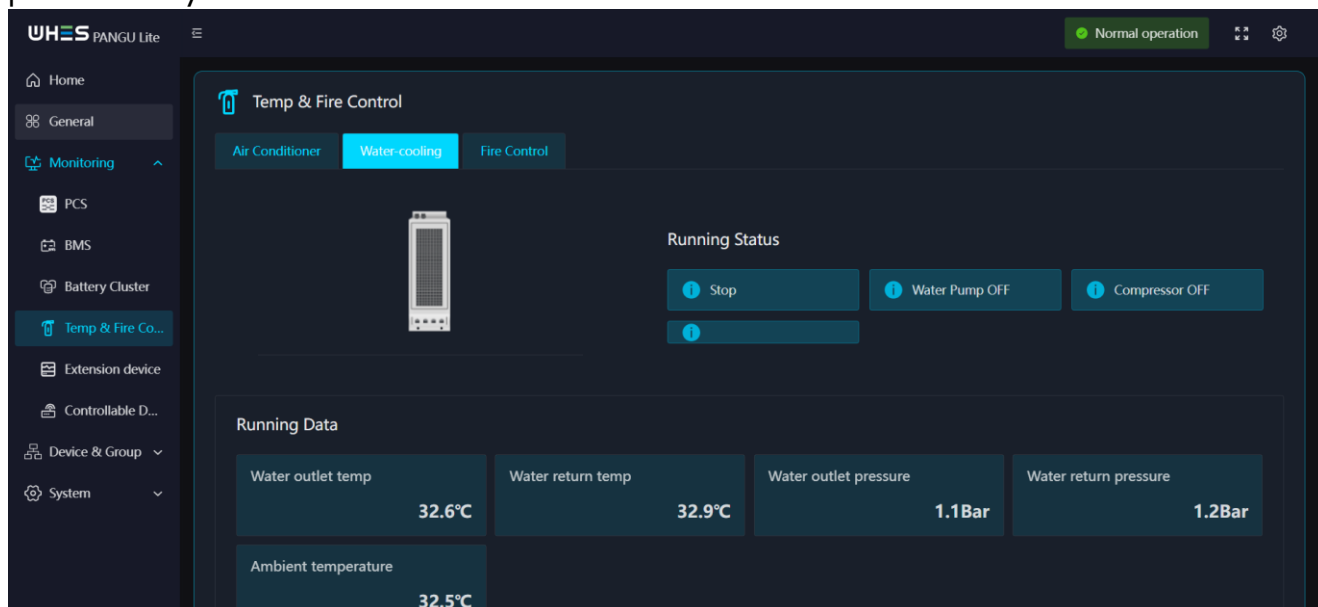 WHES PANGU Lite
Normal operation
Home
General
Monitoring
PCS
BMS
Battery Cluster
Temp & Fire Co...
Extension device
Controllable D...
Device & Group
System
Temp & Fire Control
Air Conditioner Water-cooling Fire Control
Running Status
Stop Water Pump OFF Compressor OFF
Running Data
Water outlet temp Water return temp Water outlet pressure Water return pressure
32.6℃ 32.9℃ 1.1Bar 1.2Bar
Ambient temperature
32.5℃